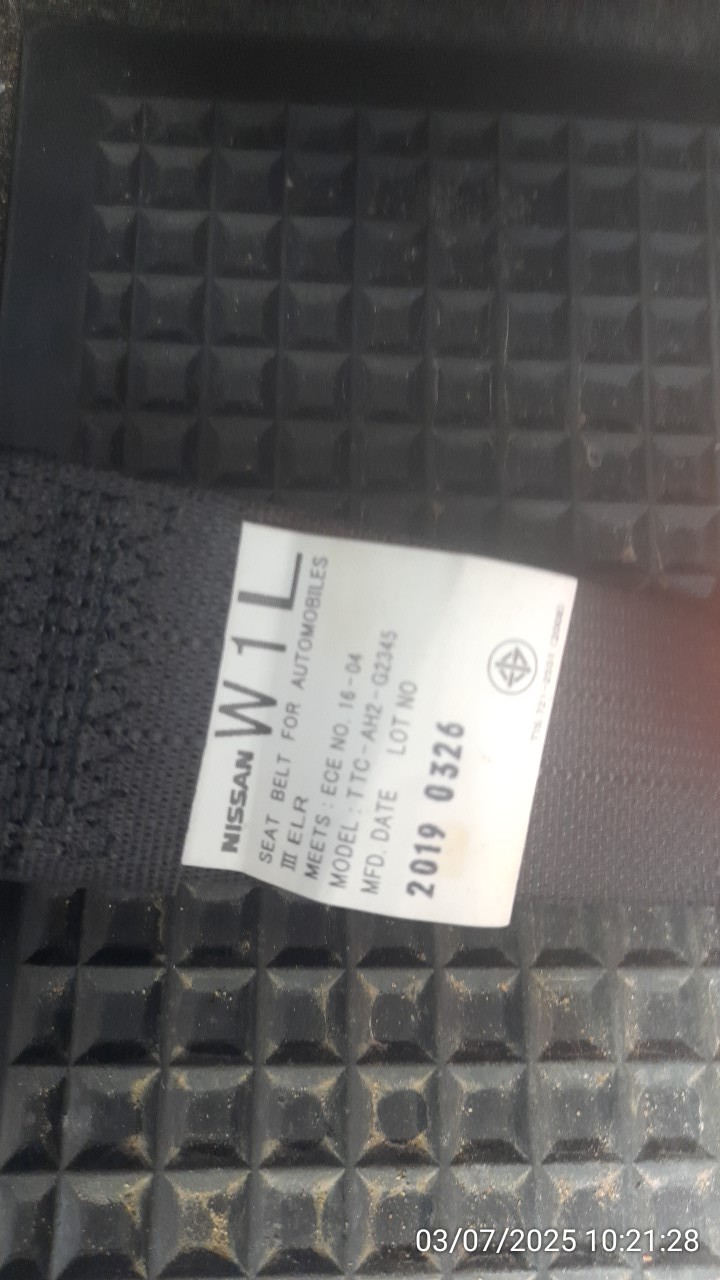 NISSAN W1L
SEAT BELT FOR AUTOMOBILES
III ELR
MEETS : ECE NO. 16-04
MODEL : TTC-AH2-G2345
MFD. DATE LOT NO
2019 0326
03/07/2025 10:21:28